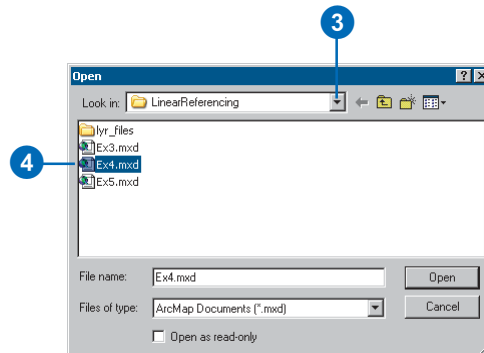 3
Open
Look in: LinearReferencing
lyr_files
Ex3.mxd
4
Ex4.mxd
Ex5.mxd
File name: Ex4.mxd Open
Files of type: ArcMap Documents (*.mxd) Cancel
Open as read-only